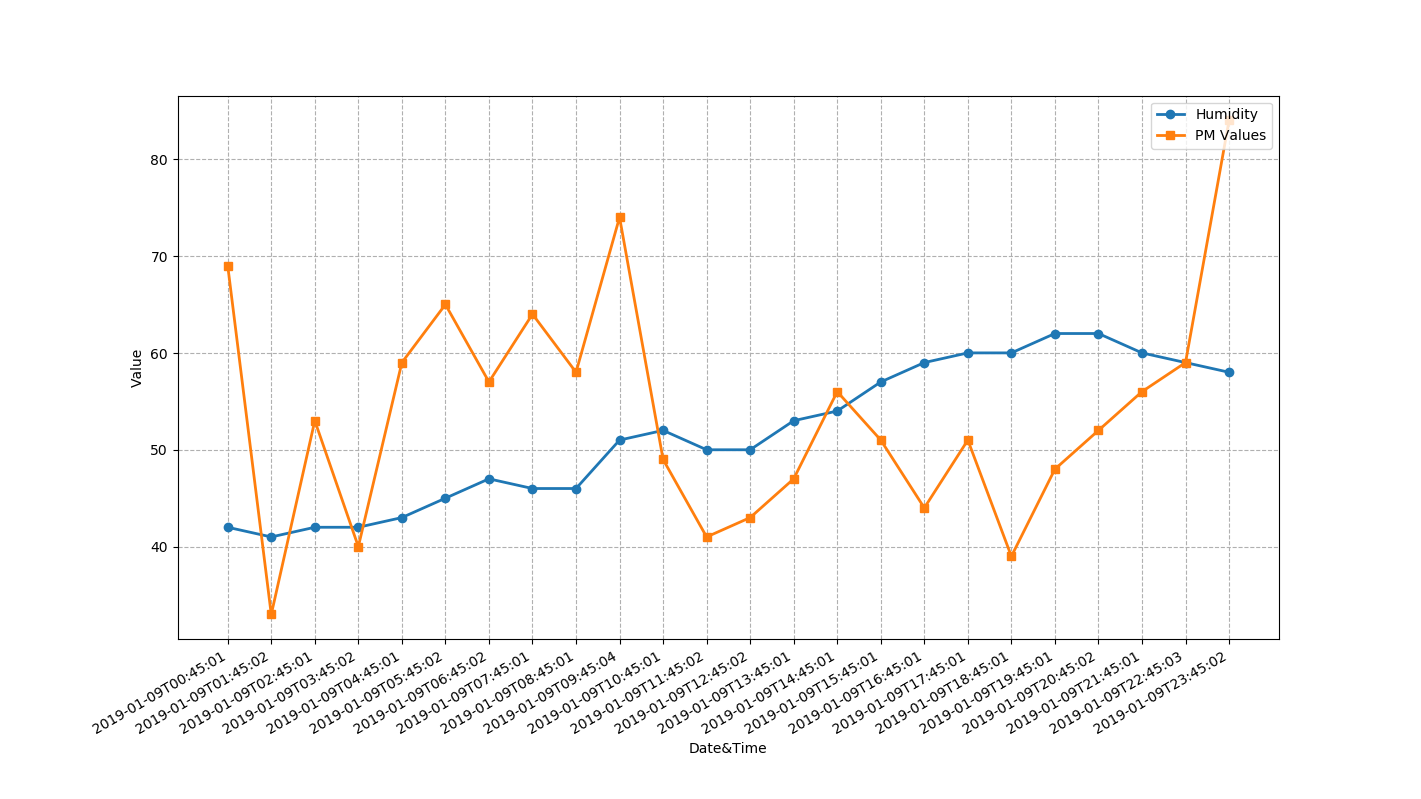 Humidity
PM Values
80
70
60
50
40
Value
2019-01-09T00:45:01
2019-01-09T01:45:02
2019-01-09T02:45:01
2019-01-09T03:45:02
2019-01-09T04:45:01
2019-01-09T05:45:02
2019-01-09T06:45:02
2019-01-09T07:45:01
2019-01-09T08:45:01
2019-01-09T09:45:04
2019-01-09T10:45:01
2019-01-09T11:45:02
2019-01-09T12:45:02
2019-01-09T13:45:01
2019-01-09T14:45:01
2019-01-09T15:45:01
2019-01-09T16:45:01
2019-01-09T17:45:01
2019-01-09T18:45:01
2019-01-09T19:45:01
2019-01-09T20:45:02
2019-01-09T21:45:01
2019-01-09T22:45:03
2019-01-09T23:45:02
Date&Time